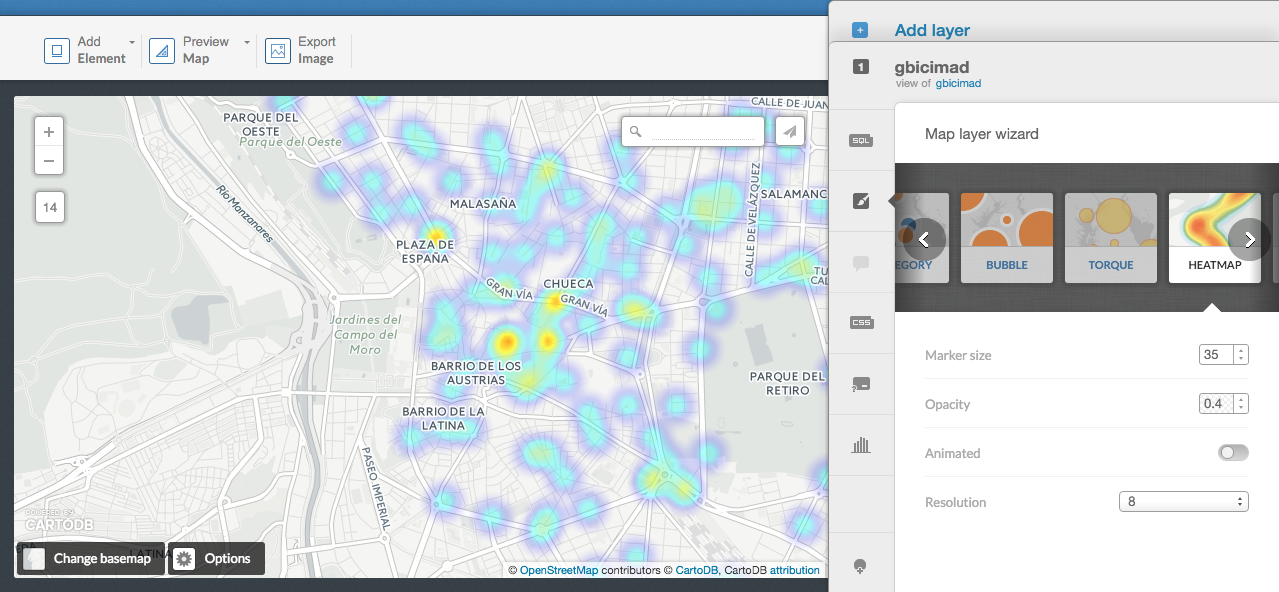 Add
Element
Preview
Map
Export
Image
+
Add layer
1
gbicimad
view of gbicimad
SQL
CSS
Map layer wizard
EGORY
BUBBLE
TORQUE
HEATMAP
Marker size
35
Opacity
0.4
Animated
Resolution
8
+
−
14
CALLE DE JUAN
PARQUE DEL
OESTE
Parque del Oeste
Río Manzanares
MALASAÑA
SALAMANC
CALLE DE VELÁZQUEZ
PLAZA DE
ESPAÑA
CHUECA
GRAN VÍA
GRAN VÍA
TU
CAL
Jardines del
Campo del
Moro
BARRIO DE LOS
AUSTRIAS
PARQUE DEL
RETIRO
BARRIO DE LA
LATINA
PASEO IMPERIAL
POWERED BY
CARTODB
LATINA
Change basemap
Options
© OpenStreetMap contributors © CartoDB, CartoDB attribution